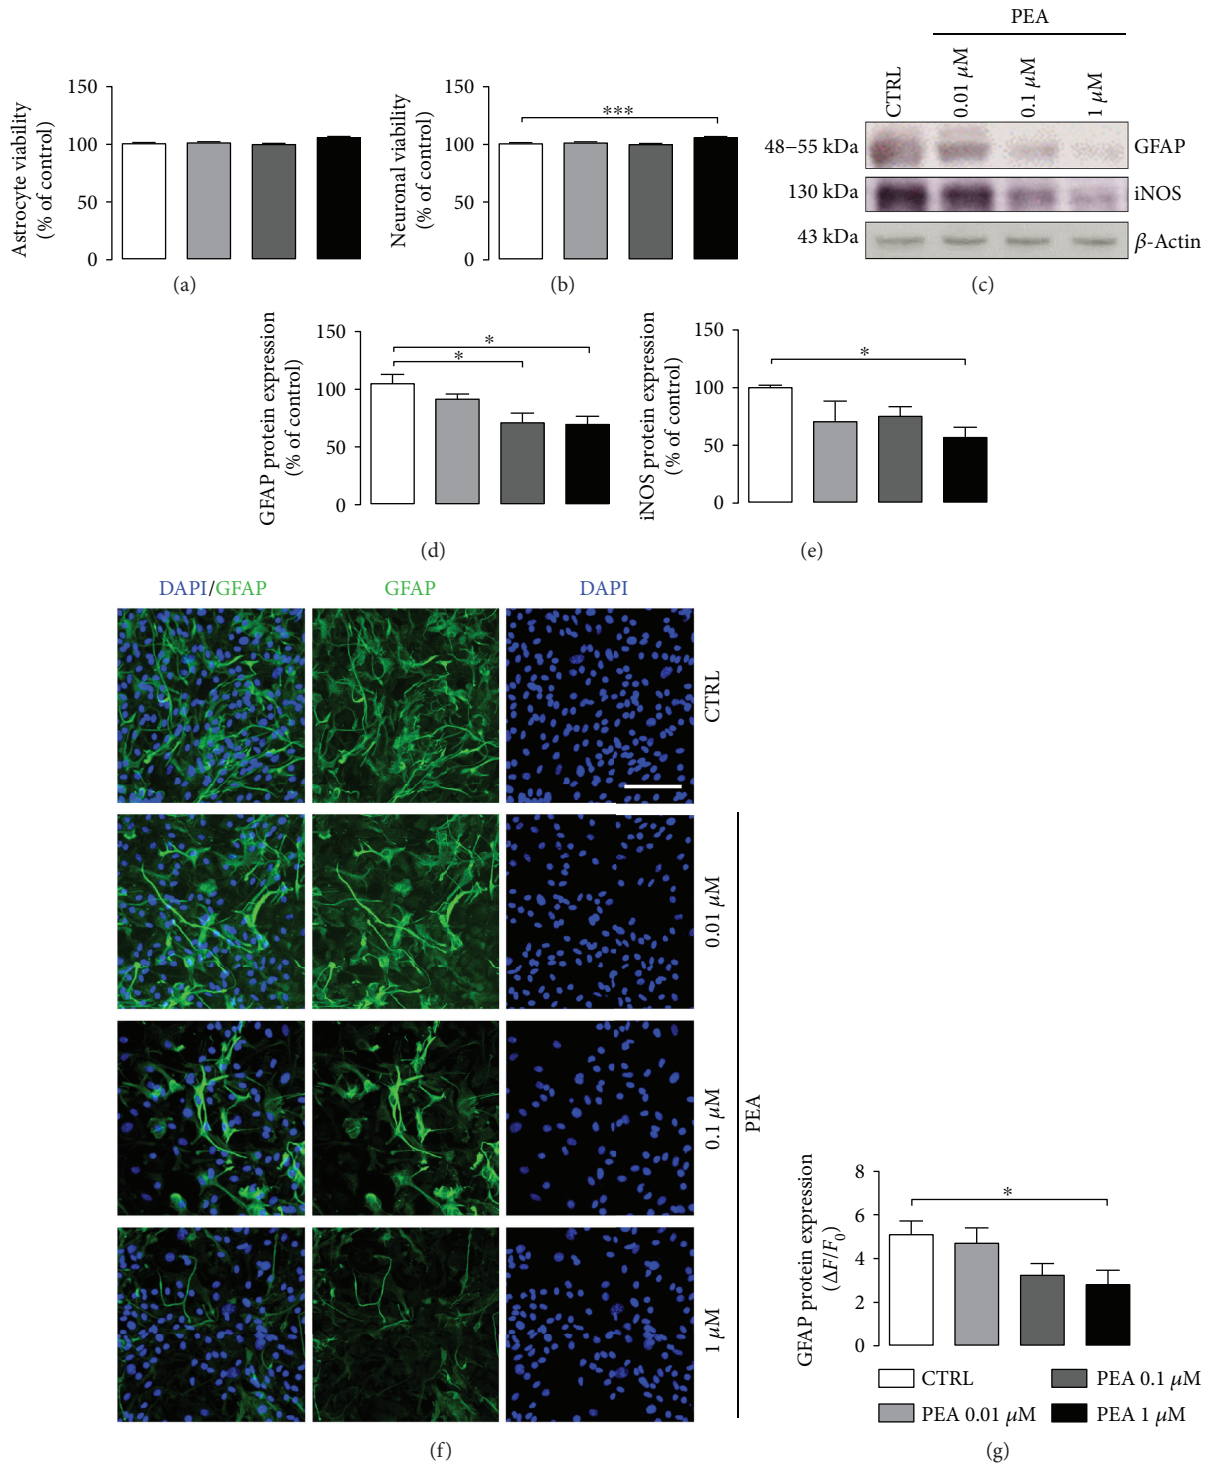 150
100
50
0
Astrocyte viability
(% of control)
(a)
150
100
50
0
Neuronal viability
(% of control)
***
(b)
PEA
CTRL
0.01 μM
0.1 μM
1 μM
48–55 kDa
GFAP
130 kDa
iNOS
43 kDa
β-Actin
(c)
150
100
50
0
GFAP protein expression
(% of control)
*
*
(d)
150
100
50
0
iNOS protein expression
(% of control)
*
(e)
DAPI/GFAP
GFAP
DAPI
CTRL
0.01 μM
0.1 μM
1 μM
PEA
(f)
8
6
4
2
0
GFAP protein expression
(ΔF/F0)
*
CTRL
PEA 0.1 μM
PEA 0.01 μM
PEA 1 μM
(g)